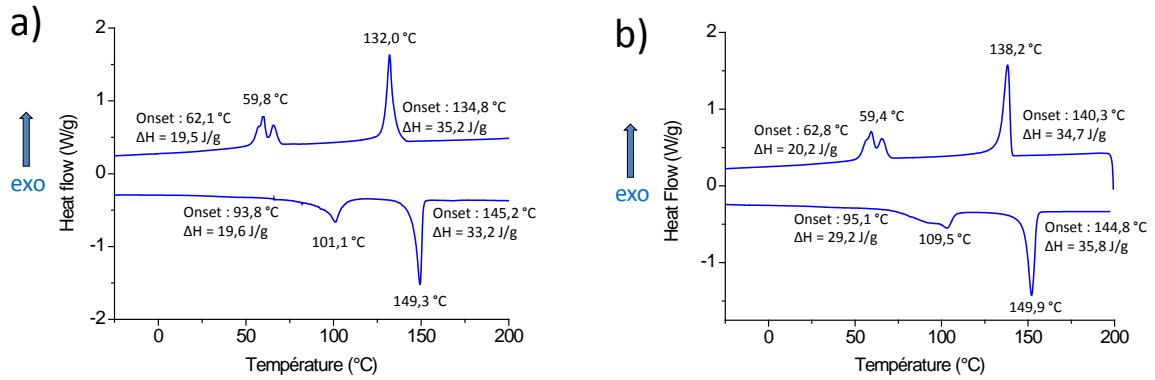 a)
exo
Heat flow (W/g)
2
1
0
-1
-2
132,0 °C
59,8 °C
Onset : 62,1 °C
ΔH = 19,5 J/g
Onset : 134,8 °C
ΔH = 35,2 J/g
Onset : 93,8 °C
ΔH = 19,6 J/g
101,1 °C
Onset : 145,2 °C
ΔH = 33,2 J/g
149,3 °C
0 50 100 150 200
Température (°C)
b)
exo
Heat Flow (W/g)
2
1
0
-1
138,2 °C
59,4 °C
Onset : 62,8 °C
ΔH = 20,2 J/g
Onset : 140,3 °C
ΔH = 34,7 J/g
Onset : 95,1 °C
ΔH = 29,2 J/g
109,5 °C
Onset : 144,8 °C
ΔH = 35,8 J/g
149,9 °C
0 50 100 150 200
Température (°C)